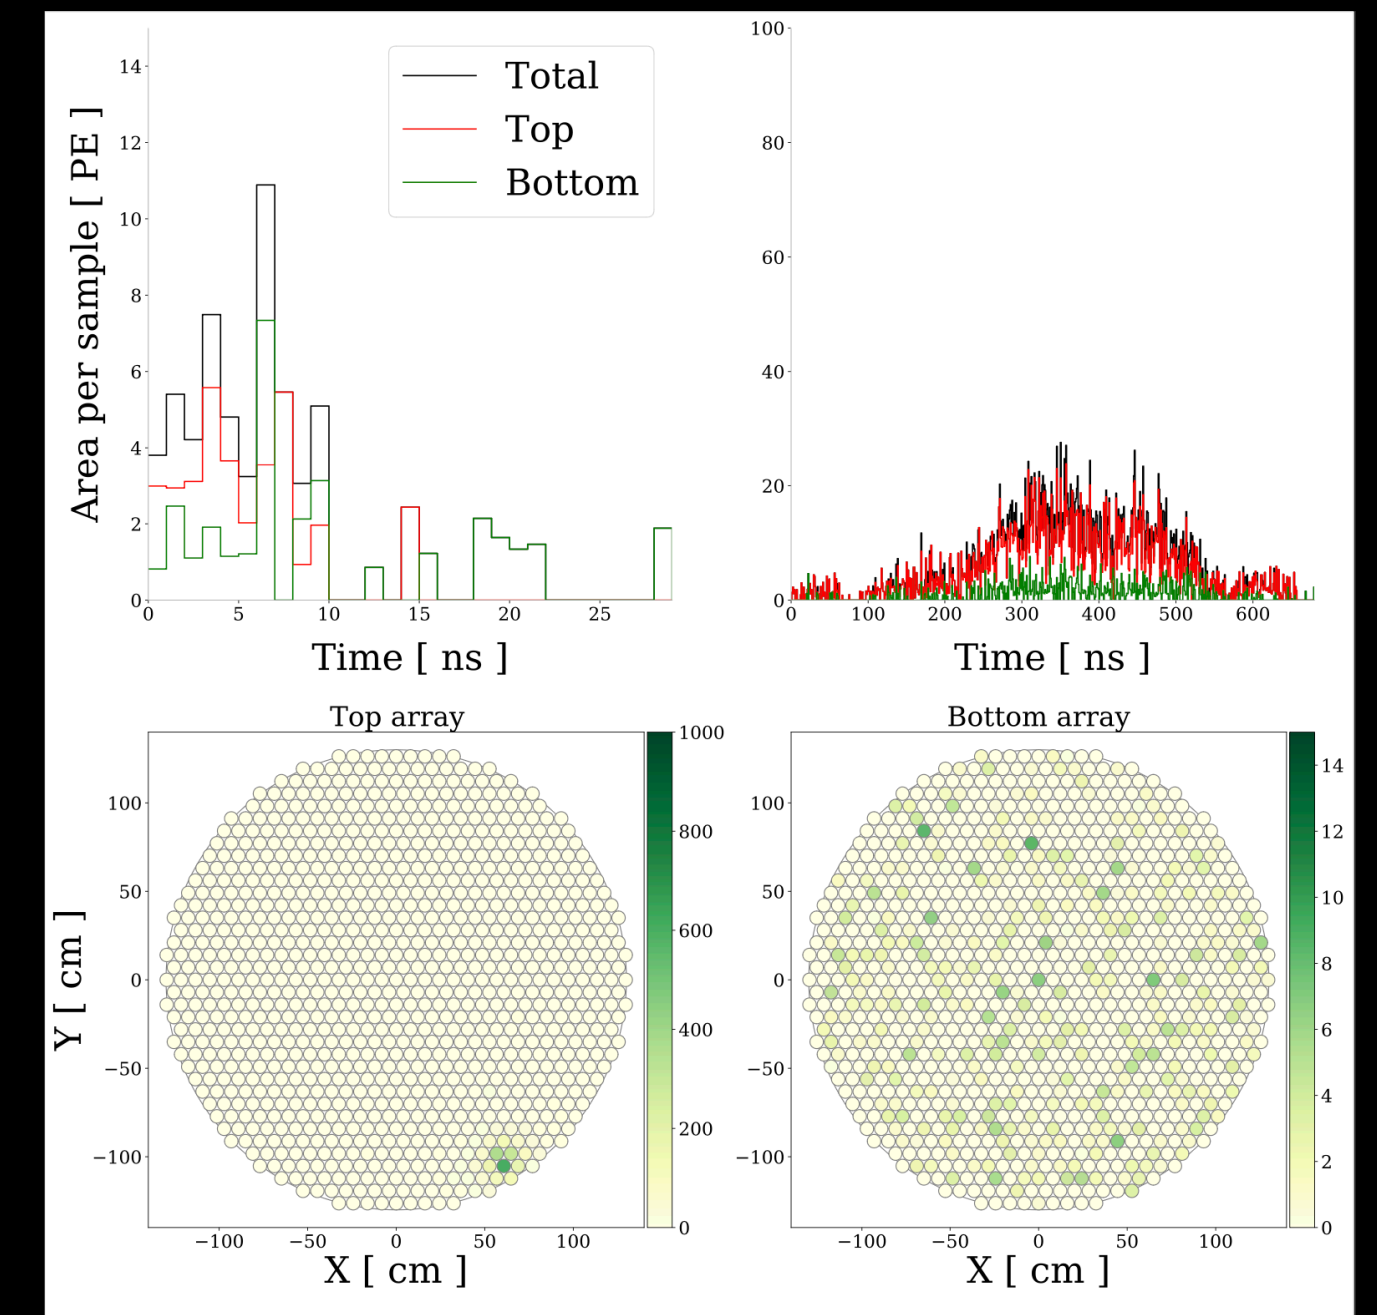 Area per sample [ PE ]
14
12
10
8
6
4
2
0
0 5 10 15 20 25
Time [ ns ]
Total
Top
Bottom
100
80
60
40
20
0
0 100 200 300 400 500 600
Time [ ns ]
Top array
Y [ cm ]
100
50
0
−50
−100
−100 −50 0 50 100
X [ cm ]
1000
800
600
400
200
0
Bottom array
100
50
0
−50
−100
−100 −50 0 50 100
X [ cm ]
14
12
10
8
6
4
2
0